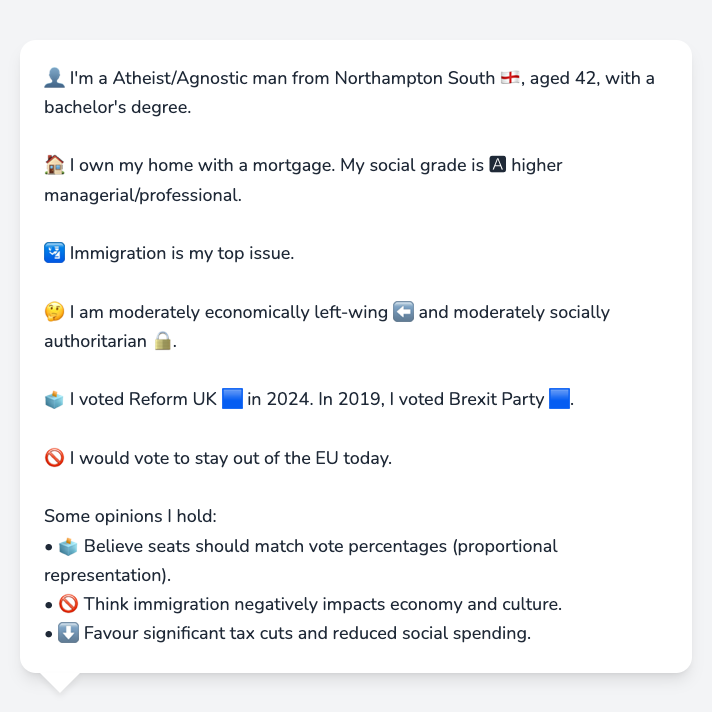 👤 I'm a Atheist/Agnostic man from Northampton South 🏴󠁧󠁢󠁥󠁮󠁧󠁿, aged 42, with a
bachelor's degree.
🏠 I own my home with a mortgage. My social grade is 🅰 higher
managerial/professional.
🛂 Immigration is my top issue.
🤔 I am moderately economically left-wing ⬅️ and moderately socially
authoritarian 🔒.
🗳️ I voted Reform UK 🟦 in 2024. In 2019, I voted Brexit Party 🟦.
🚫 I would vote to stay out of the EU today.
Some opinions I hold:
• 🗳️ Believe seats should match vote percentages (proportional
representation).
• 🚫 Think immigration negatively impacts economy and culture.
• ⬇️ Favour significant tax cuts and reduced social spending.